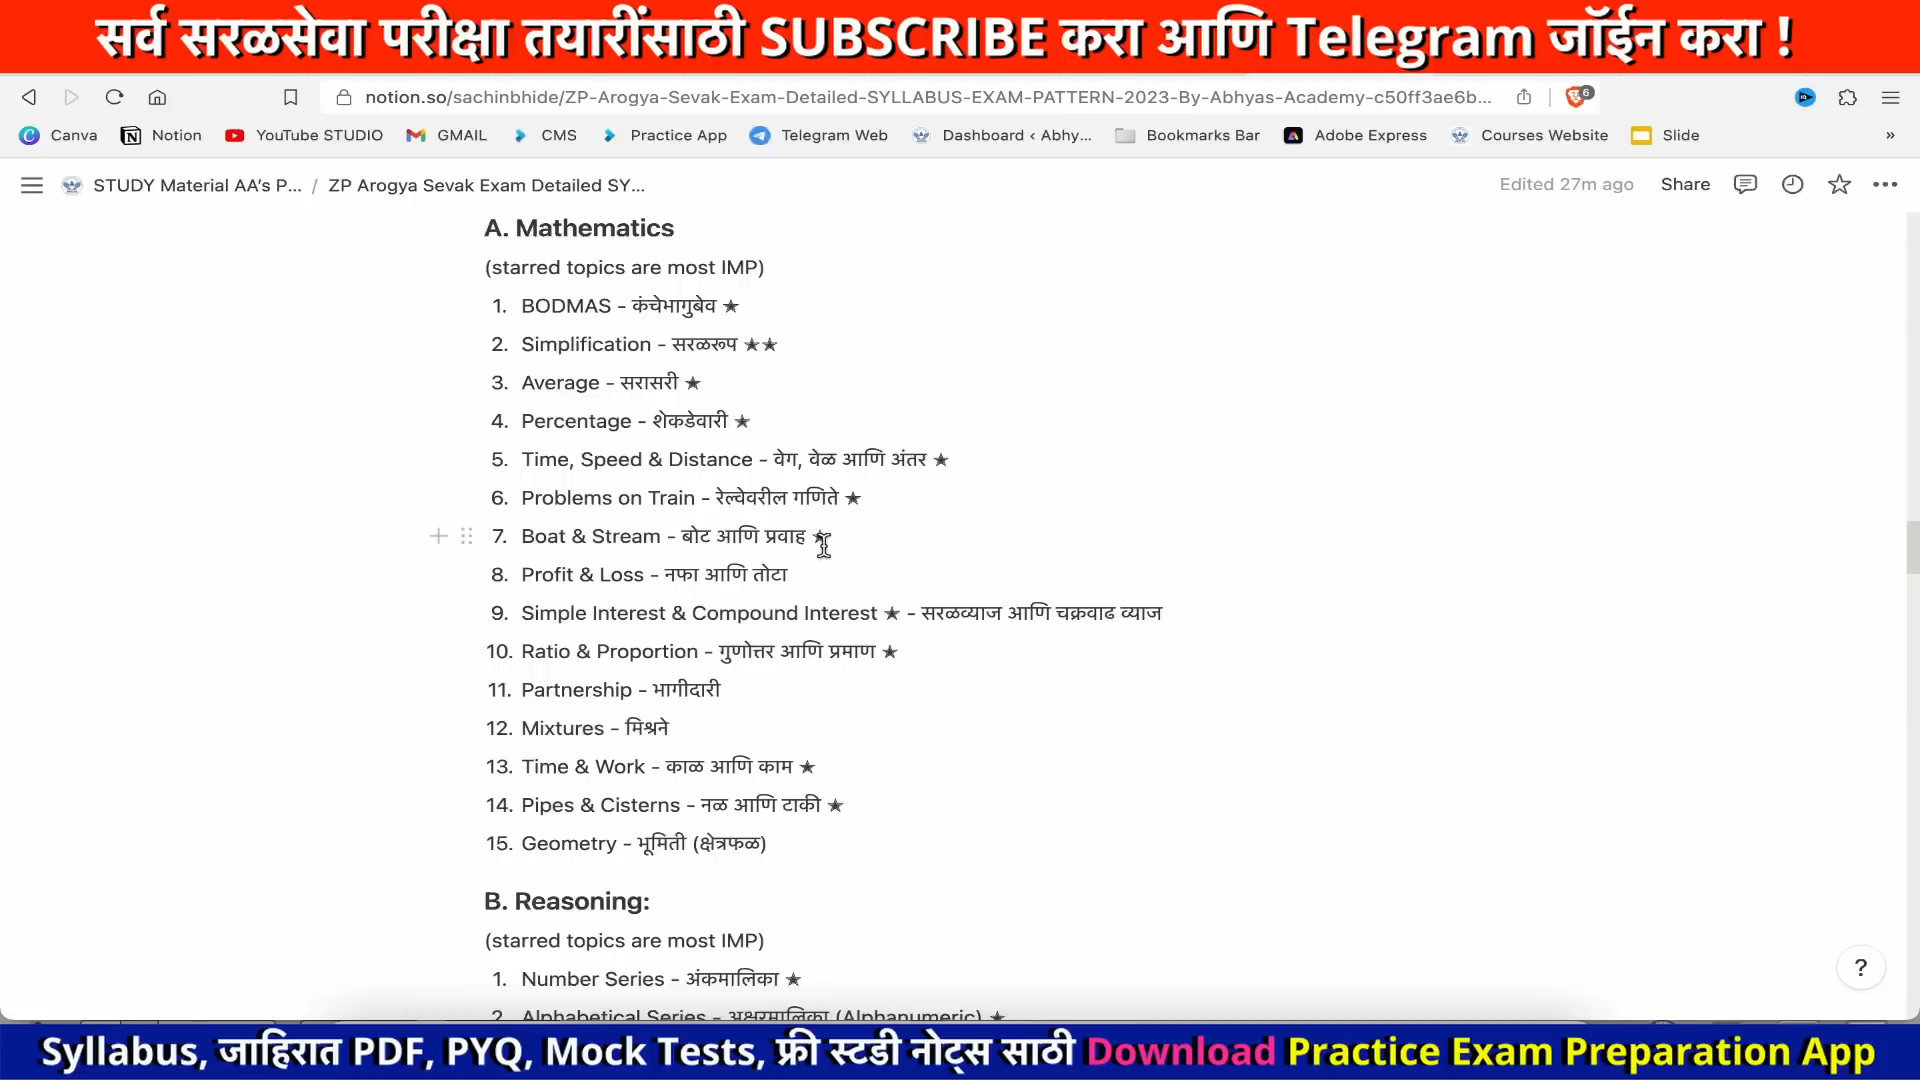 सर्व सरळसेवा परीक्षा तयारींसाठी SUBSCRIBE करा आणि Telegram जॉईन करा !
notion.so/sachinbhide/ZP-Arogya-Sevak-Exam-Detailed-SYLLABUS-EXAM-PATTERN-2023-By-Abhyas-Academy-c50ff3ae6b... 6
Canva Notion YouTube STUDIO GMAIL CMS Practice App Telegram Web Dashboard < Abhy... Bookmarks Bar Adobe Express Courses Website Slide »
STUDY Material AA's P... / ZP Arogya Sevak Exam Detailed SY... Edited 27m ago Share
A. Mathematics
(starred topics are most IMP)
1. BODMAS - कंचेभागुबेव ★
2. Simplification - सरळरूप ★★
3. Average - सरासरी ★
4. Percentage - शेकडेवारी ★
5. Time, Speed & Distance - वेग, वेळ आणि अंतर ★
6. Problems on Train - रेल्वेवरील गणिते ★
7. Boat & Stream - बोट आणि प्रवाह ★
8. Profit & Loss - नफा आणि तोटा
9. Simple Interest & Compound Interest ★ - सरळव्याज आणि चक्रवाढ व्याज
10. Ratio & Proportion - गुणोत्तर आणि प्रमाण ★
11. Partnership - भागीदारी
12. Mixtures - मिश्रने
13. Time & Work - काळ आणि काम ★
14. Pipes & Cisterns - नळ आणि टाकी ★
15. Geometry - भूमिती (क्षेत्रफळ)
B. Reasoning:
(starred topics are most IMP)
1. Number Series - अंकमालिका ★
2. Alphabetical Series - अक्षरमालिका (Alphanumeric) ★
?
Syllabus, जाहिरात PDF, PYQ, Mock Tests, फ्री स्टडी नोट्स साठी Download Practice Exam Preparation App